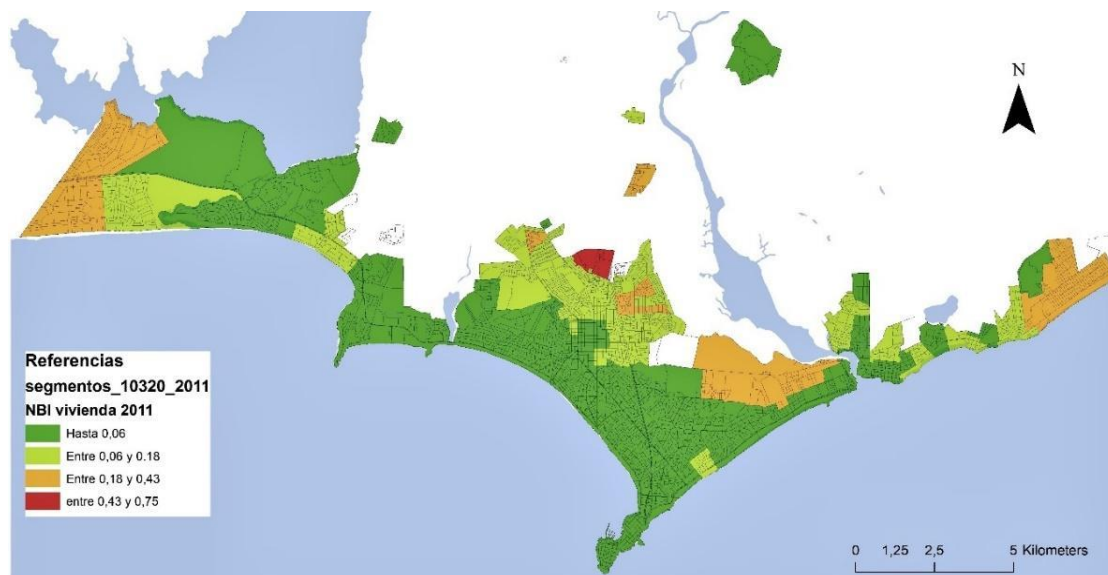 N
Referencias
segmentos_10320_2011
NBI vivienda 2011
Hasta 0,06
Entre 0,06 y 0.18
Entre 0,18 y 0,43
entre 0,43 y 0,75
0 1,25 2,5 5 Kilometers